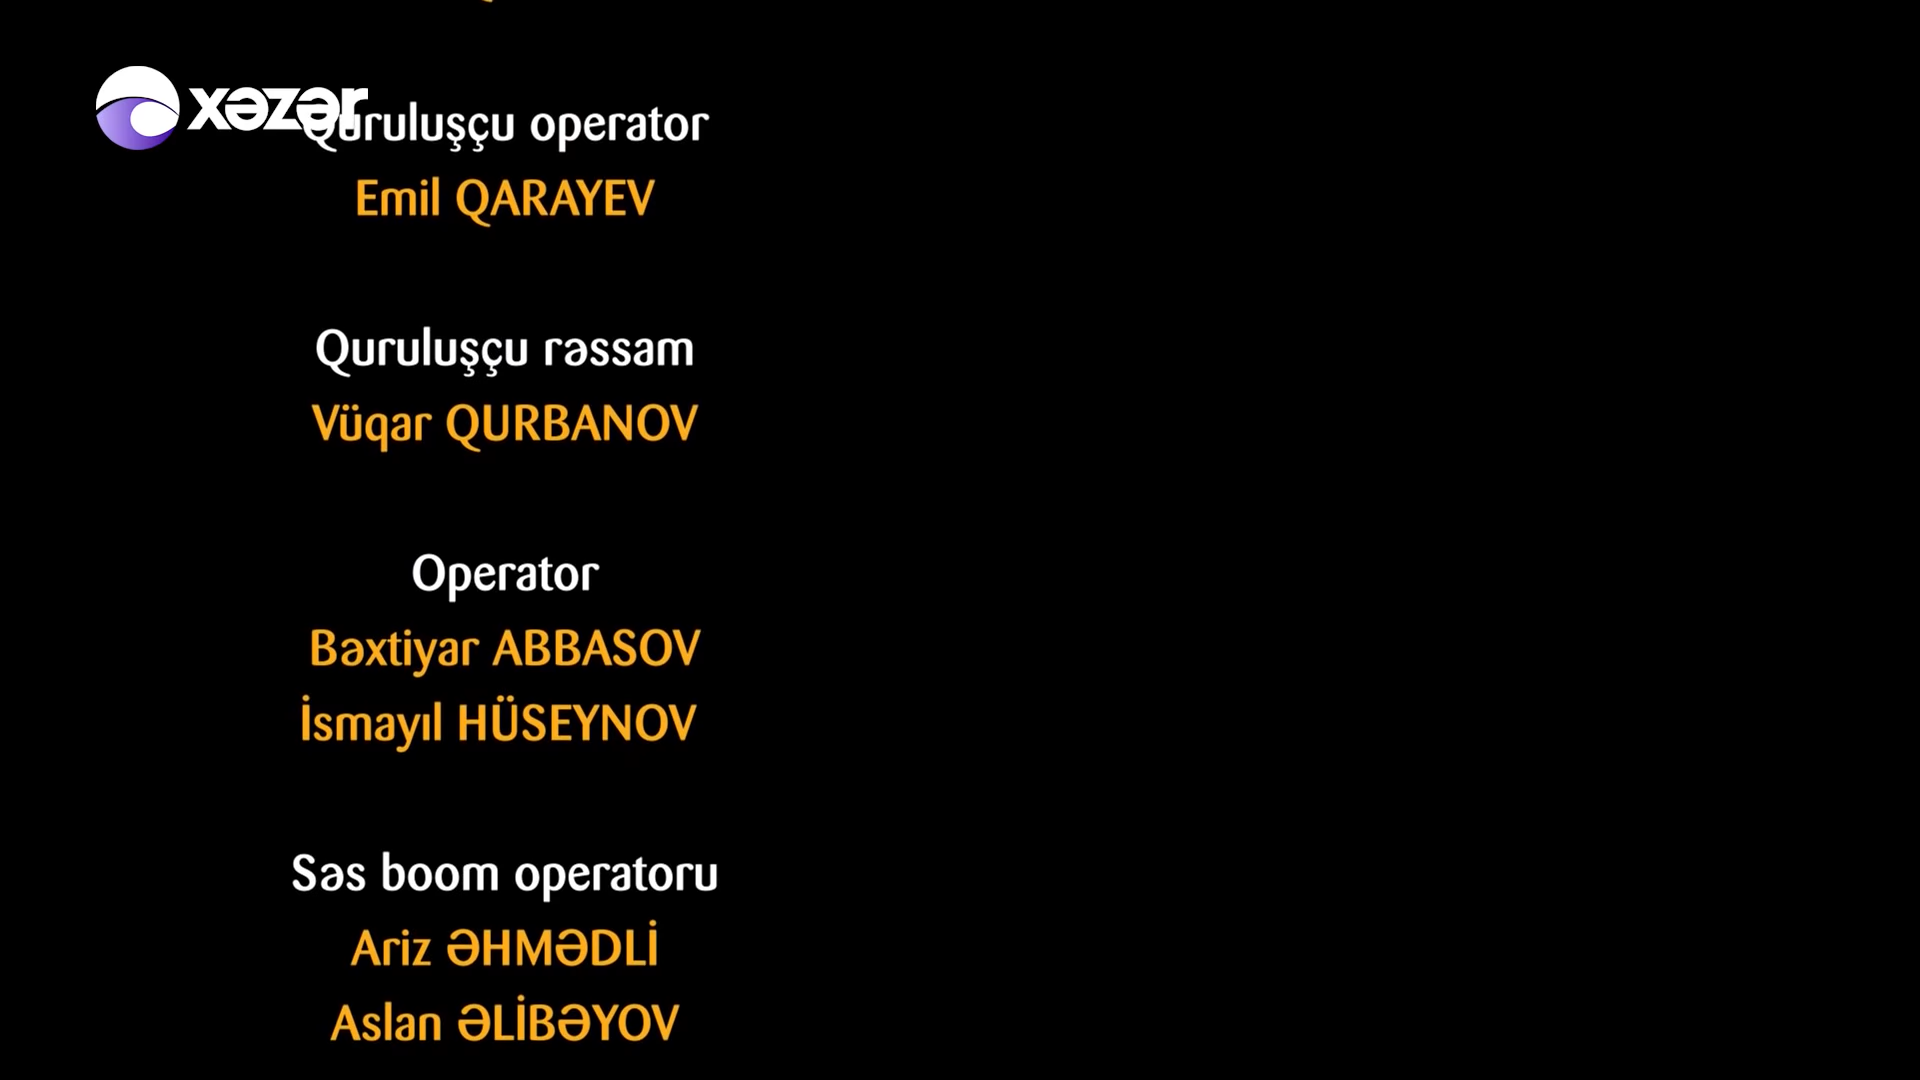 xəzər
Quruluşçu operator
Emil QARAYEV
Quruluşçu rəssam
Vüqar QURBANOV
Operator
Bəxtiyar ABBASOV
İsmayıl HÜSEYNOV
Səs boom operatoru
Ariz ƏHMƏDLİ
Aslan ƏLİBƏYOV